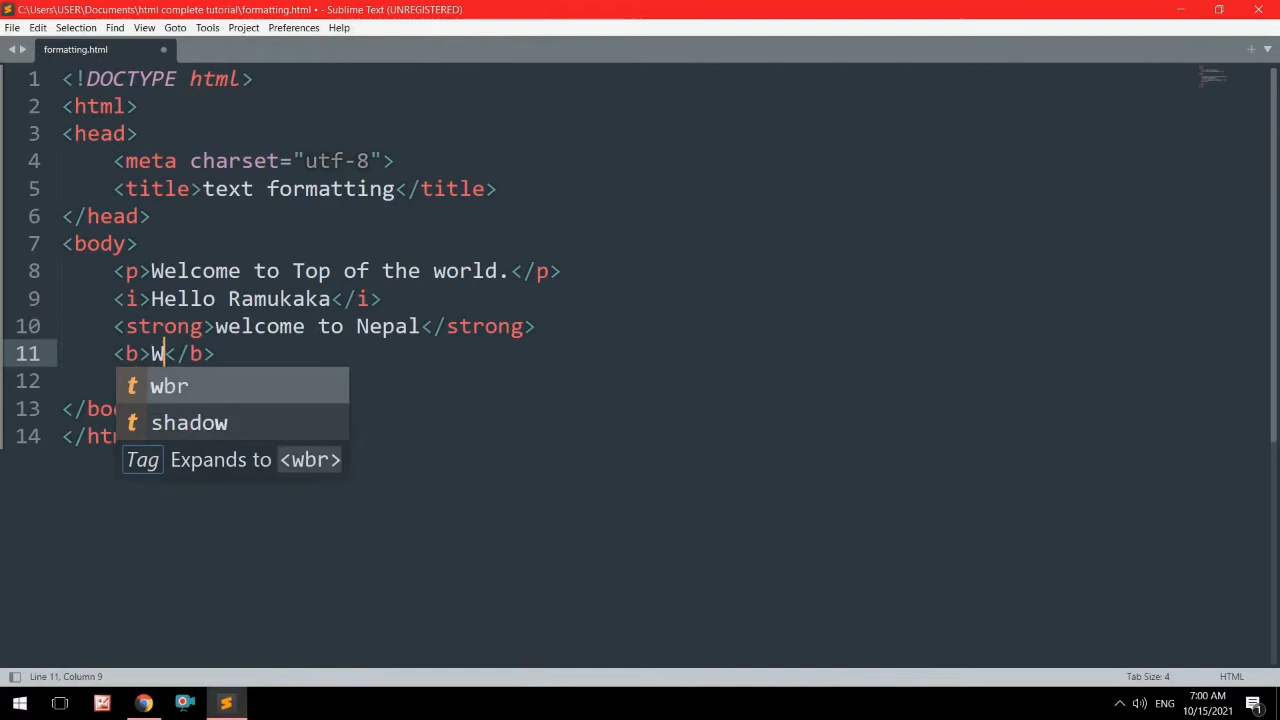 C:\Users\USER\Documents\html complete tutorial\formatting.html • - Sublime Text (UNREGISTERED)
File Edit Selection Find View Goto Tools Project Preferences Help
formatting.html
1 <!DOCTYPE html>
2 <html>
3 <head>
4 <meta charset="utf-8">
5 <title>text formatting</title>
6 </head>
7 <body>
8 <p>Welcome to Top of the world.</p>
9 <i>Hello Ramukaka</i>
10 <strong>welcome to Nepal</strong>
11 <b>W</b>
12 t wbr
13 </bo
t shadow
14 </ht
Tag Expands to <wbr>
Line 11, Column 9 Tab Size: 4 HTML
7:00 AM
ENG
10/15/2021
1